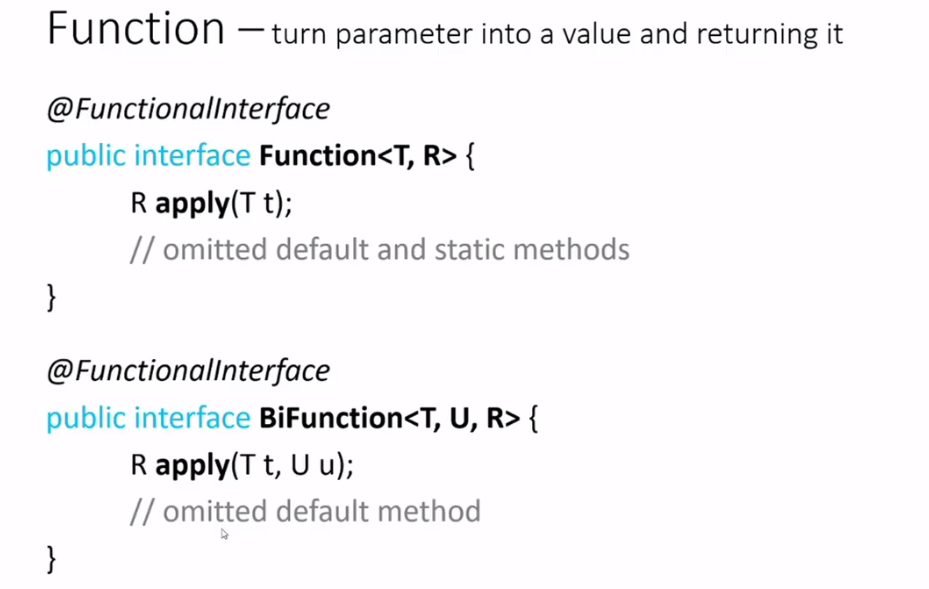 Function – turn parameter into a value and returning it
@FunctionalInterface
public interface Function<T, R> {
R apply(T t);
// omitted default and static methods
}
@FunctionalInterface
public interface BiFunction<T, U, R> {
R apply(T t, U u);
// omitted default method
}